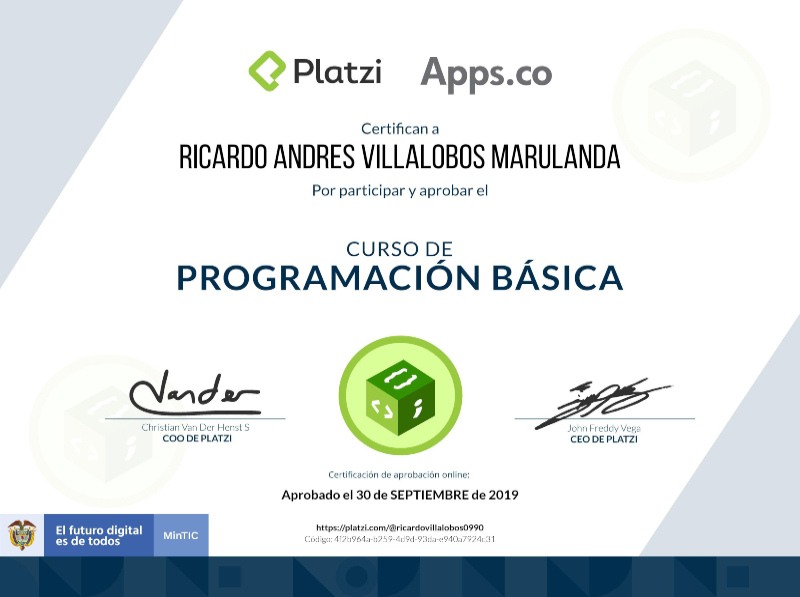 Platzi Apps.co
Certifican a
RICARDO ANDRES VILLALOBOS MARULANDA
Por participar y aprobar el
CURSO DE
PROGRAMACIÓN BÁSICA
Christian Van Der Henst S
COO DE PLATZI
John Freddy Vega
CEO DE PLATZI
Certificación de aprobación online:
Aprobado el 30 de SEPTIEMBRE de 2019
https://platzi.com/@ricardovillalobos0990
El futuro digital
es de todos
MinTIC
Código: